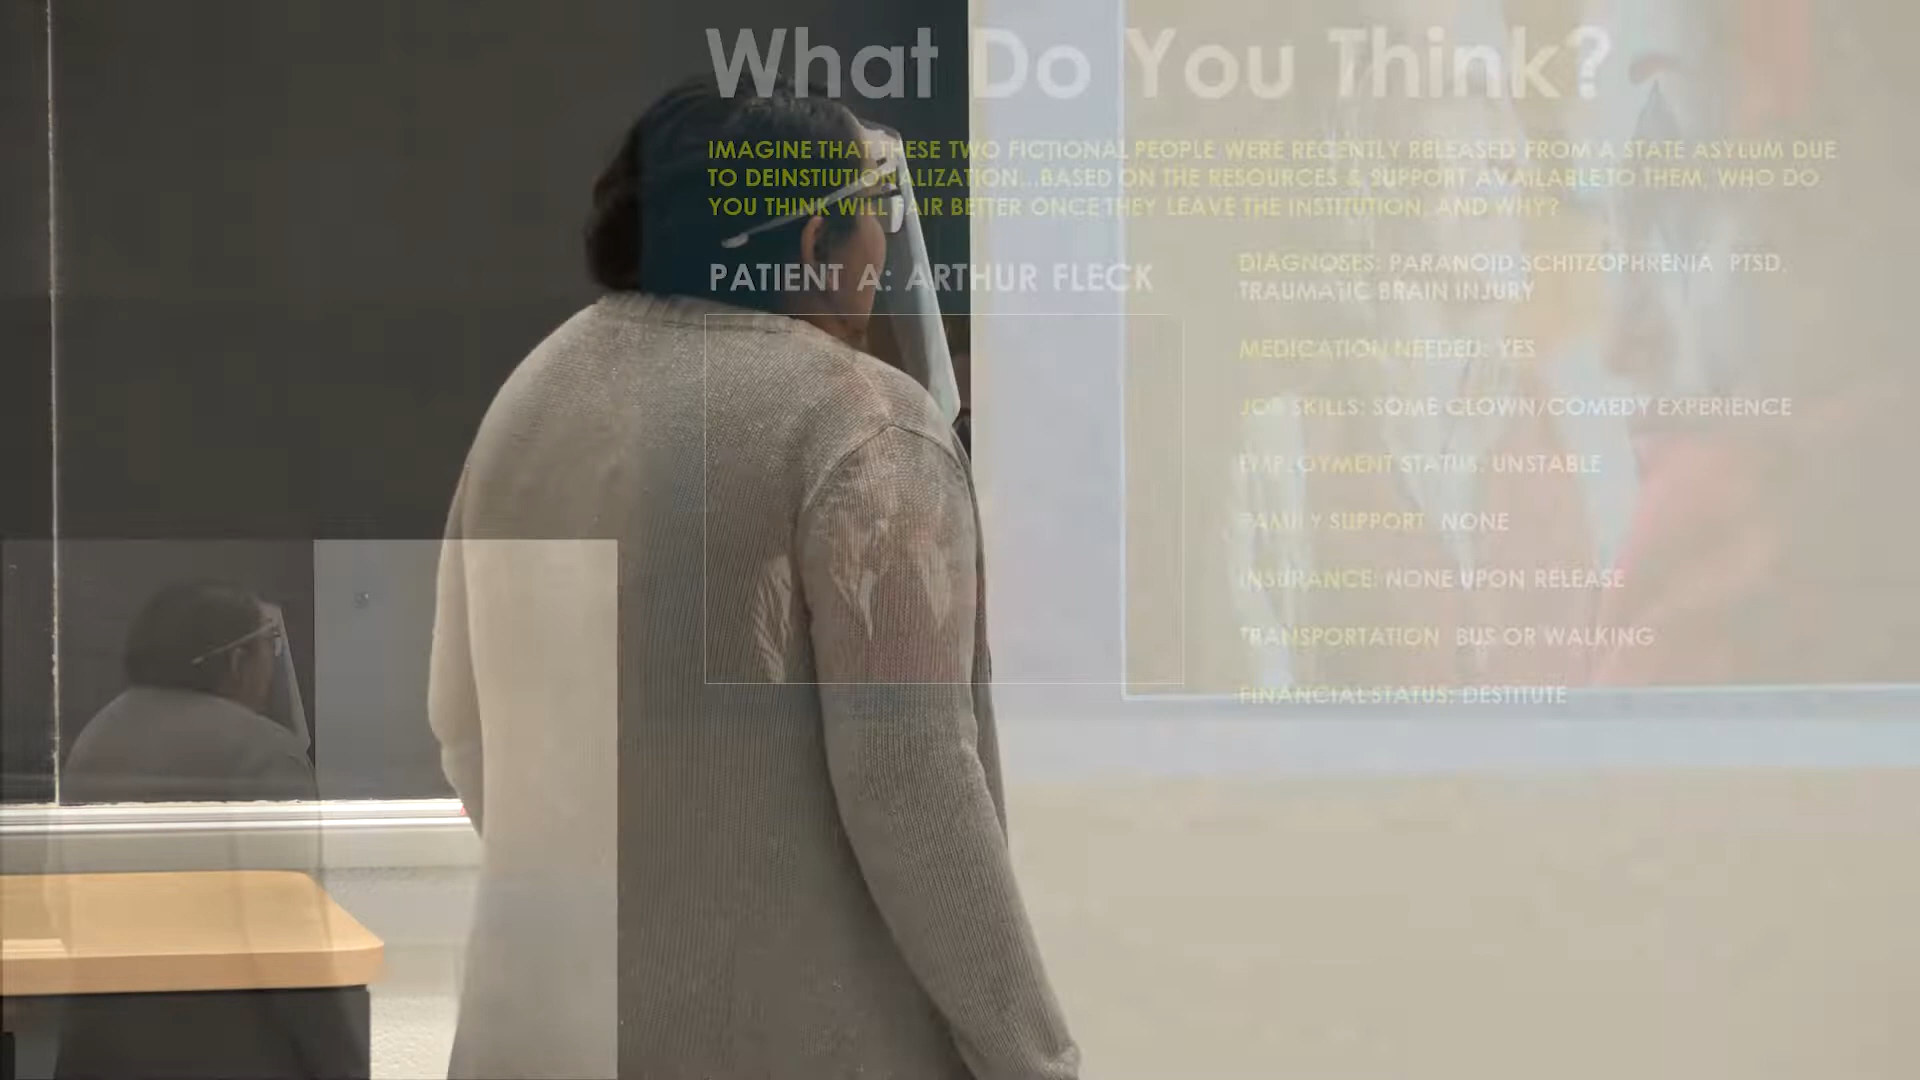 What Do You Think?
IMAGINE THAT THESE TWO FICTIONAL PEOPLE WERE RECENTLY RELEASED FROM A STATE ASYLUM DUE
TO DEINSTIUTIONALIZATION...BASED ON THE RESOURCES & SUPPORT AVAILABLE TO THEM, WHO DO
YOU THINK WILL FAIR BETTER ONCE THEY LEAVE THE INSTITUTION, AND WHY?
PATIENT A: ARTHUR FLECK
DIAGNOSES: PARANOID SCHITZOPHRENIA PTSD,
TRAUMATIC BRAIN INJURY
MEDICATION NEEDED: YES
JOB SKILLS: SOME CLOWN/COMEDY EXPERIENCE
EMPLOYMENT STATUS: UNSTABLE
FAMILY SUPPORT NONE
INSURANCE: NONE UPON RELEASE
TRANSPORTATION BUS OR WALKING
FINANCIAL STATUS: DESTITUTE